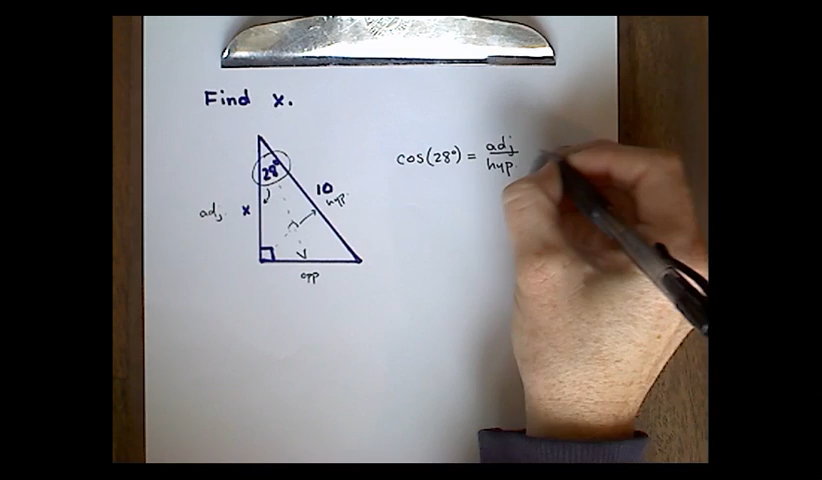 Find x.
cos(28°) = adj/hyp
28°
10
hyp.
adj. x
opp